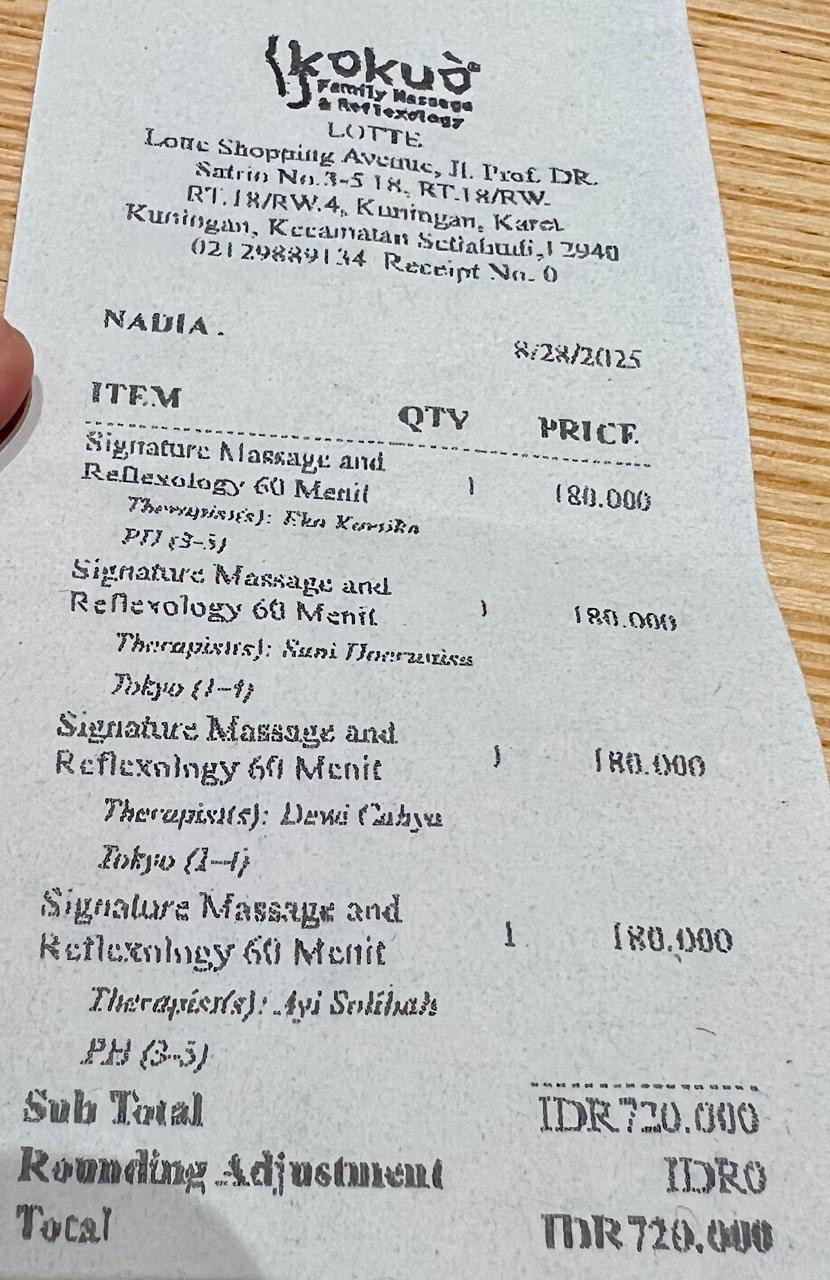 kokuo
Family Massage
& Reflexology
LOTTE
Lotte Shopping Avenue, Jl. Prof. DR.
Satrio No.3-5 18, RT.18/RW.
RT.18/RW.4, Kuningan, Karet
Kuningan, Kecamatan Setiabudi,12940
02129889134 Receipt No. 0
NADIA .
8/28/2025
ITEM QTY PRICE
Signature Massage and
Reflexology 60 Menit 1 180.000
Therapist(s): Eka Kartika
PH (3-5)
Signature Massage and
Reflexology 60 Menit 1 180.000
Therapist(s): Sani
Tokyo (1-4)
Signature Massage and
Reflexology 60 Menit 1 180.000
Therapist(s): Dewi Cahya
Tokyo (1-4)
Signature Massage and
Reflexology 60 Menit 1 180.000
Therapist(s): Ayi Solihah
PH (3-5)
Sub Total IDR720.000
Rounding Adjustment IDR0
Total IDR720.000